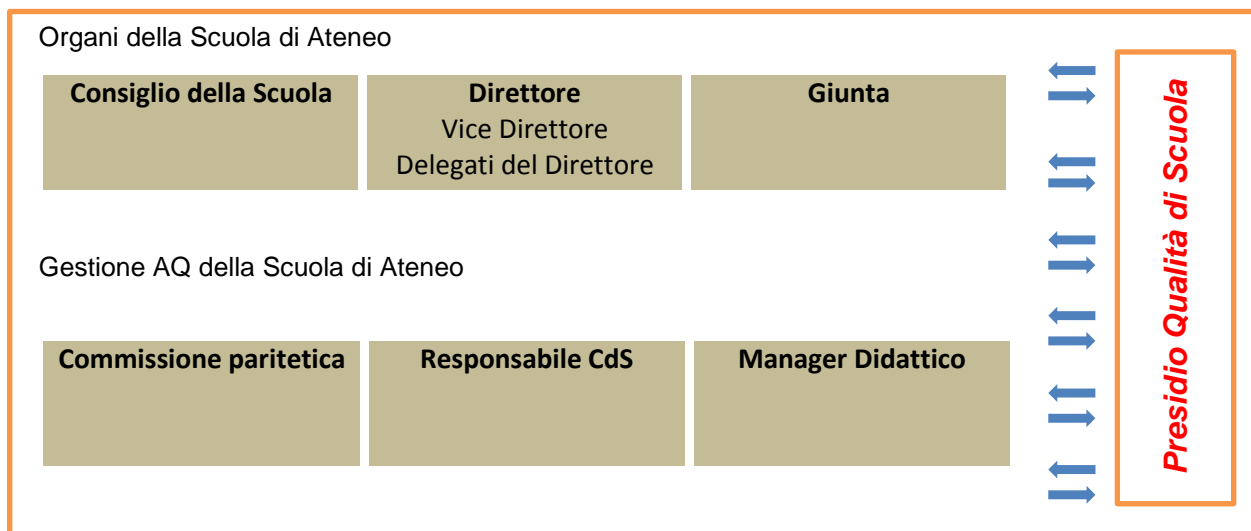 Organi della Scuola di Ateneo
Consiglio della Scuola
Direttore
Vice Direttore
Delegati del Direttore
Giunta
Gestione AQ della Scuola di Ateneo
Commissione paritetica
Responsabile CdS
Manager Didattico
Presidio Qualità di Scuola